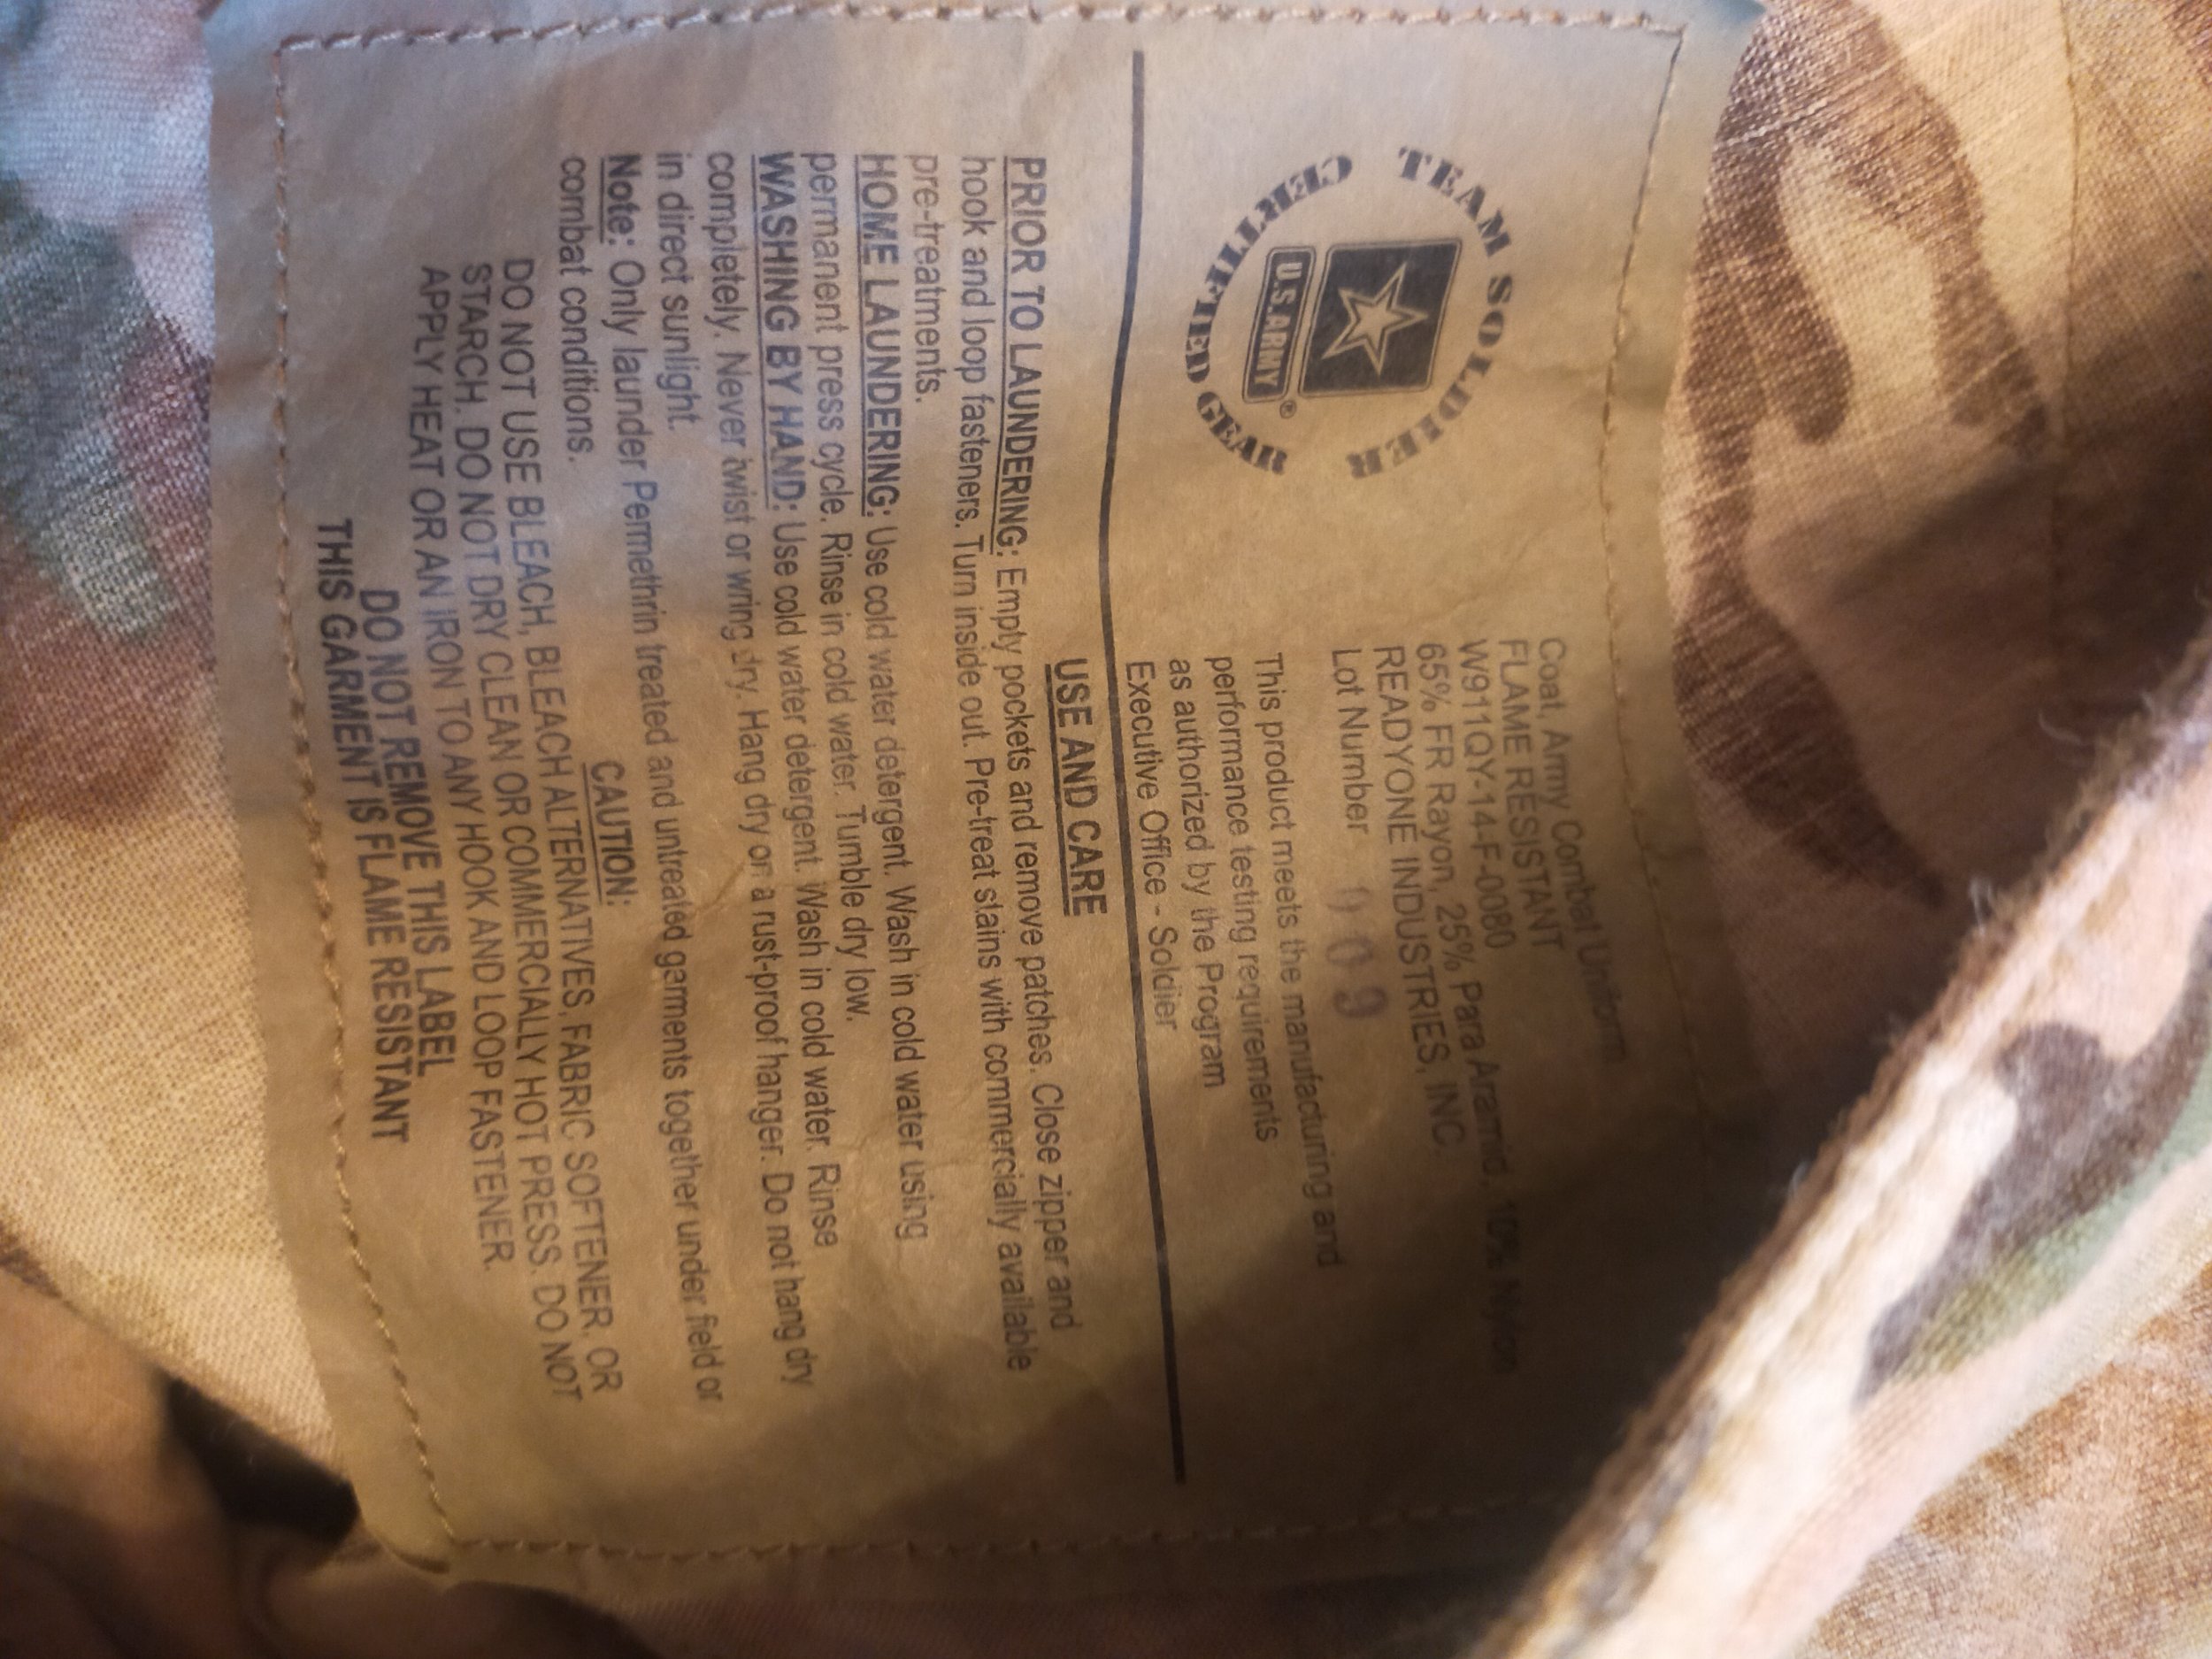 TEAM SOLDIER
CERTIFIED GEAR
U.S.ARMY®
Coat, Army Combat Uniform
FLAME RESISTANT
W911QY-14-F-0080
65% FR Rayon, 25% Para Aramid, 10% Nylon
READYONE INDUSTRIES, INC.
Lot Number 909
This product meets the manufacturing and
performance testing requirements
as authorized by the Program
Executive Office - Soldier
USE AND CARE
PRIOR TO LAUNDERING: Empty pockets and remove patches. Close zipper and
hook and loop fasteners. Turn inside out. Pre-treat stains with commercially available
pre-treatments.
HOME LAUNDERING: Use cold water detergent. Wash in cold water using
permanent press cycle. Rinse in cold water. Tumble dry low.
WASHING BY HAND: Use cold water detergent. Wash in cold water. Rinse
completely. Never twist or wring dry. Hang dry on a rust-proof hanger. Do not hang dry
in direct sunlight.
Note: Only launder Permethrin treated and untreated garments together under field or
combat conditions.
CAUTION:
DO NOT USE BLEACH, BLEACH ALTERNATIVES, FABRIC SOFTENER, OR
STARCH. DO NOT DRY CLEAN OR COMMERCIALLY HOT PRESS. DO NOT
APPLY HEAT OR AN IRON TO ANY HOOK AND LOOP FASTENER.
DO NOT REMOVE THIS LABEL
THIS GARMENT IS FLAME RESISTANT